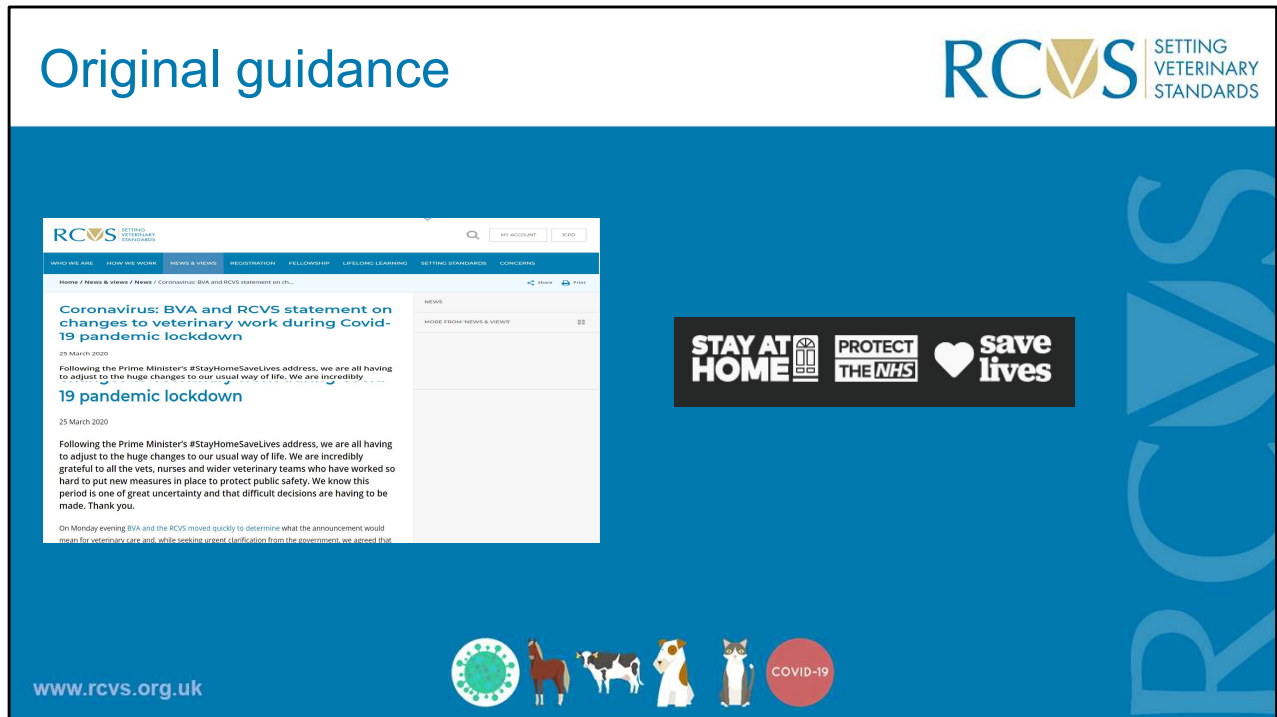 Original guidance
RCVS SETTING
VETERINARY
STANDARDS
RCVS SETTING
VETERINARY
STANDARDS
MY ACCOUNT
WHO WE ARE HOW WE WORK NEWS & VIEWS REGISTRATION FELLOWSHIP LIFELONG LEARNING SETTING STANDARDS CONCERNS
Home / News & views / News / Coronavirus: BVA and RCVS statement on ch...
Share Print
Coronavirus: BVA and RCVS statement on
changes to veterinary work during Covid-
19 pandemic lockdown
25 March 2020
Following the Prime Minister's #StayHomeSaveLives address, we are all having
to adjust to the huge changes to our usual way of life. We are incredibly
19 pandemic lockdown
25 March 2020
Following the Prime Minister's #StayHomeSaveLives address, we are all having
to adjust to the huge changes to our usual way of life. We are incredibly
grateful to all the vets, nurses and wider veterinary teams who have worked so
hard to put new measures in place to protect public safety. We know this
period is one of great uncertainty and that difficult decisions are having to be
made. Thank you.
On Monday evening BVA and the RCVS moved quickly to determine what the announcement would
mean for veterinary care and, while seeking urgent clarification from the government, we agreed that
NEWS
MORE FROM 'NEWS & VIEWS'
STAY AT
HOME
PROTECT
THE NHS
save
lives
COVID-19
www.rcvs.org.uk
RCVS